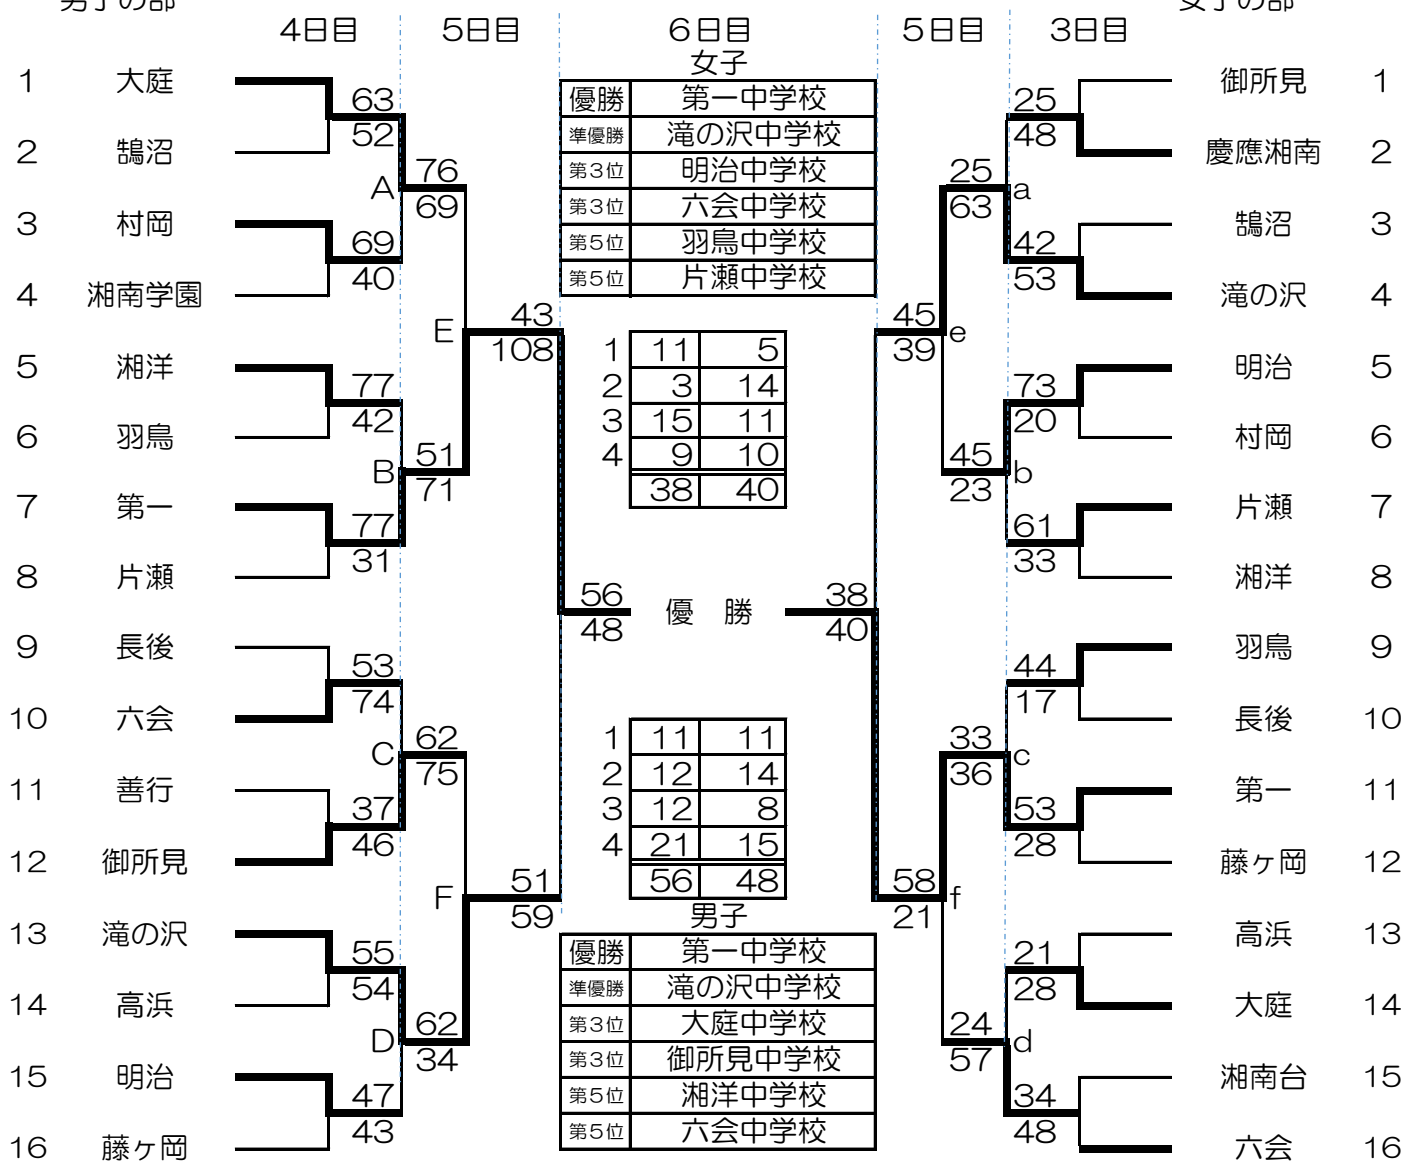 男子の部 女子の部
4日目 5日目 6日目 5日目 3日目
女子
優勝 第一中学校
準優勝 滝の沢中学校
第3位 明治中学校
第3位 六会中学校
第5位 羽鳥中学校
第5位 片瀬中学校
1 大庭
2 鵠沼
3 村岡
4 湘南学園
5 湘洋
6 羽鳥
7 第一
8 片瀬
9 長後
10 六会
11 善行
12 御所見
13 滝の沢
14 高浜
15 明治
16 藤ヶ岡
63
52
69
40
77
42
77
31
53
74
37
46
55
54
47
43
A
76
69
B
51
71
C
62
75
D
62
34
E
43
108
F
51
59
1 11 5
2 3 14
3 15 11
4 9 10
38 40
56
48
優 勝
38
40
1 11 11
2 12 14
3 12 8
4 21 15
56 48
男子
優勝 第一中学校
準優勝 滝の沢中学校
第3位 大庭中学校
第3位 御所見中学校
第5位 湘洋中学校
第5位 六会中学校
45
39
e
58
21
f
25
63
a
45
23
b
33
36
c
24
57
d
25
48
42
53
73
20
61
33
44
17
53
28
21
28
34
48
御所見 1
慶應湘南 2
鵠沼 3
滝の沢 4
明治 5
村岡 6
片瀬 7
湘洋 8
羽鳥 9
長後 10
第一 11
藤ヶ岡 12
高浜 13
大庭 14
湘南台 15
六会 16